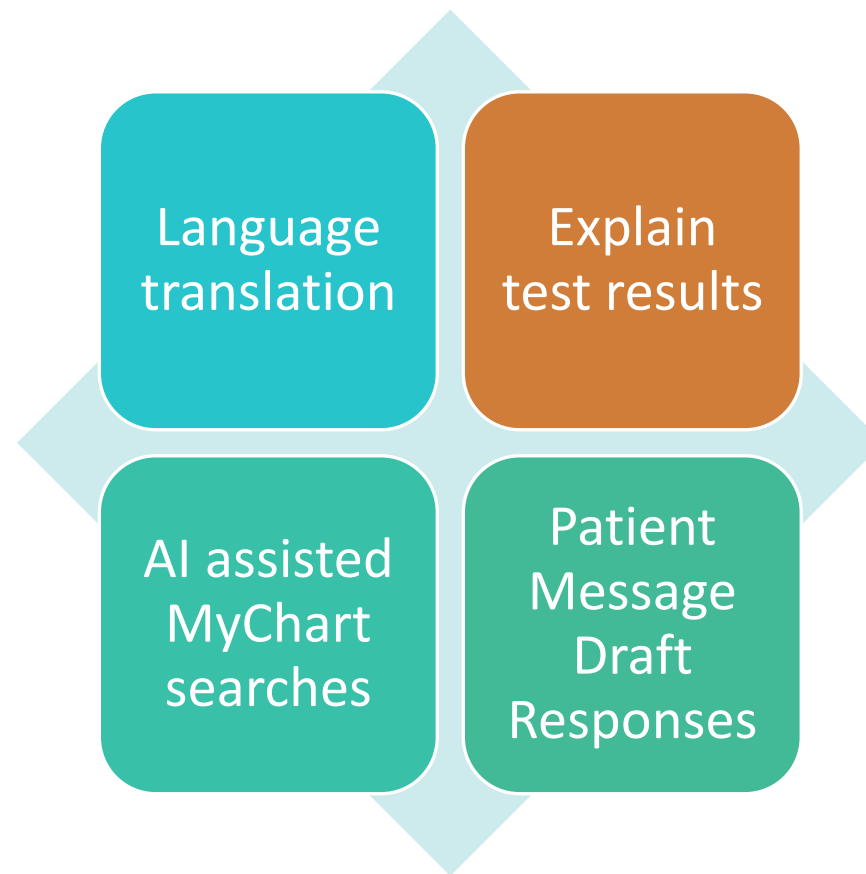 Language
translation
Explain
test results
AI assisted
MyChart
searches
Patient
Message
Draft
Responses